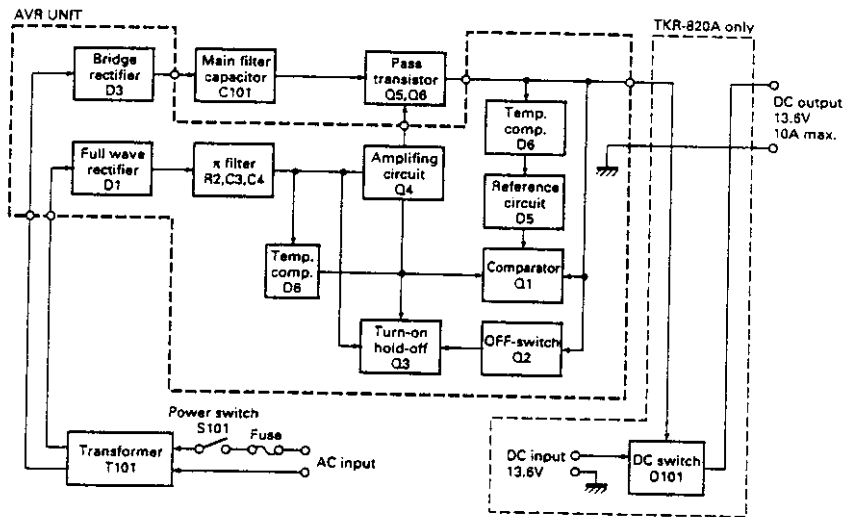 AVR UNIT
TKR-820A only
Bridge
rectifier
D3
Main filter
capacitor
C101
Pass
transistor
Q5,Q6
DC output
13.6V
10A max.
Temp.
comp.
D6
Full wave
rectifier
D1
π filter
R2,C3,C4
Amplifing
circuit
Q4
Reference
circuit
D5
Temp.
comp.
D6
Comparator
Q1
Turn-on
hold-off
Q3
OFF-switch
Q2
Power switch
S101
Fuse
Transformer
T101
AC input
DC input
13.6V
DC switch
D101